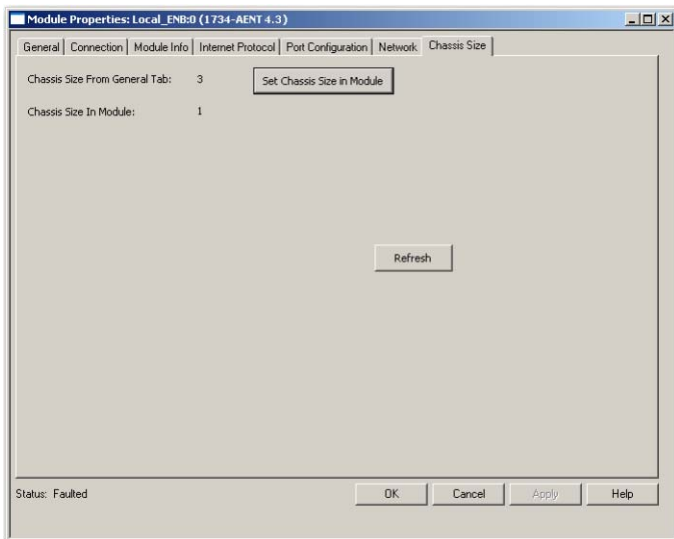 Module Properties: Local_ENB:0 (1734-AENT 4.3)
General Connection Module Info Internet Protocol Port Configuration Network Chassis Size
Chassis Size From General Tab: 3 Set Chassis Size in Module
Chassis Size In Module: 1
Refresh
Status: Faulted OK Cancel Apply Help